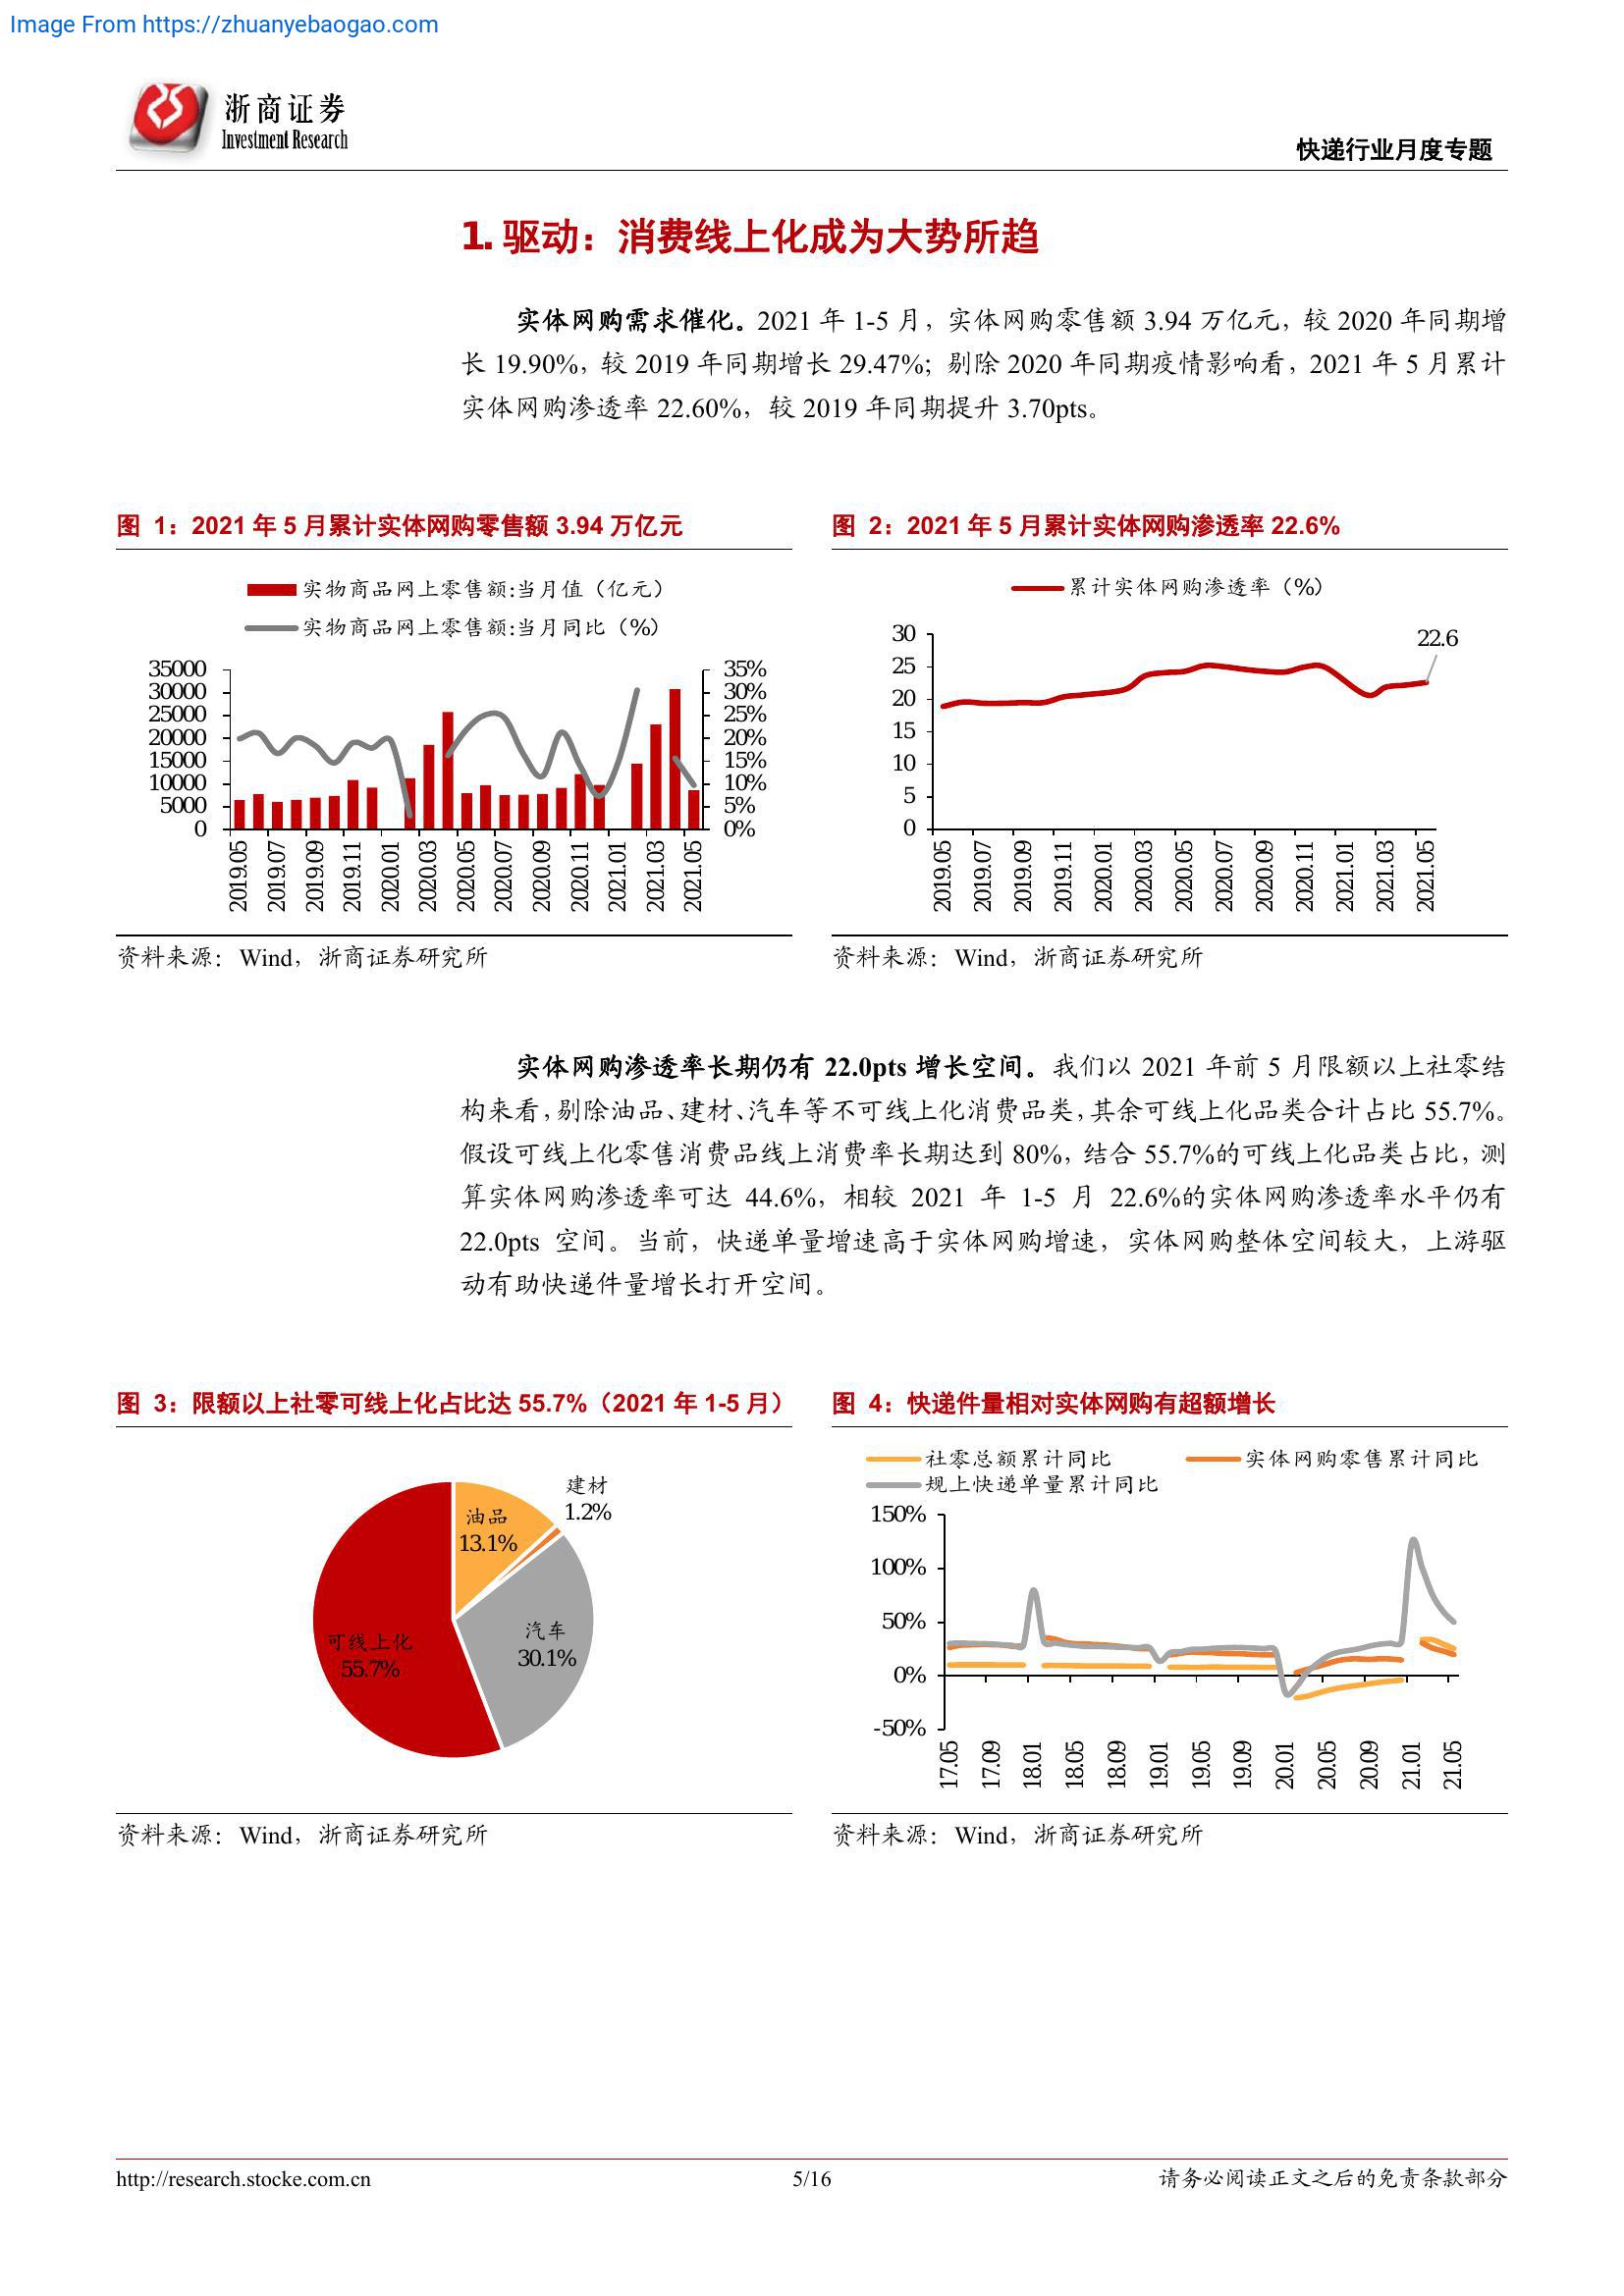 Image From https://zhuanyebaogao.com
浙商证券
Investment Research
快递行业月度专题
1. 驱动：消费线上化成为大势所趋
实体网购需求催化。2021 年 1-5 月，实体网购零售额 3.94 万亿元，较 2020 年同期增
长 19.90%，较 2019 年同期增长 29.47%；剔除 2020 年同期疫情影响看，2021 年 5 月累计
实体网购渗透率 22.60%，较 2019 年同期提升 3.70pts。
图 1：2021 年 5 月累计实体网购零售额 3.94 万亿元
实物商品网上零售额:当月值（亿元）
实物商品网上零售额:当月同比（%）
35000
30000
25000
20000
15000
10000
5000
0
35%
30%
25%
20%
15%
10%
5%
0%
2019.05
2019.07
2019.09
2019.11
2020.01
2020.03
2020.05
2020.07
2020.09
2020.11
2021.01
2021.03
2021.05
资料来源：Wind，浙商证券研究所
图 2：2021 年 5 月累计实体网购渗透率 22.6%
累计实体网购渗透率（%）
30
25
20
15
10
5
0
22.6
2019.05
2019.07
2019.09
2019.11
2020.01
2020.03
2020.05
2020.07
2020.09
2020.11
2021.01
2021.03
2021.05
资料来源：Wind，浙商证券研究所
实体网购渗透率长期仍有 22.0pts 增长空间。我们以 2021 年前 5 月限额以上社零结
构来看，剔除油品、建材、汽车等不可线上化消费品类，其余可线上化品类合计占比 55.7%。
假设可线上化零售消费品线上消费率长期达到 80%，结合 55.7%的可线上化品类占比，测
算实体网购渗透率可达 44.6%，相较 2021 年 1-5 月 22.6%的实体网购渗透率水平仍有
22.0pts 空间。当前，快递单量增速高于实体网购增速，实体网购整体空间较大，上游驱
动有助快递件量增长打开空间。
图 3：限额以上社零可线上化占比达 55.7%（2021 年 1-5 月）
油品
13.1%
建材
1.2%
汽车
30.1%
可线上化
55.7%
资料来源：Wind，浙商证券研究所
图 4：快递件量相对实体网购有超额增长
社零总额累计同比
实体网购零售累计同比
规上快递单量累计同比
150%
100%
50%
0%
-50%
17.05
17.09
18.01
18.05
18.09
19.01
19.05
19.09
20.01
20.05
20.09
21.01
21.05
资料来源：Wind，浙商证券研究所
http://research.stocke.com.cn
5/16
请务必阅读正文之后的免责条款部分